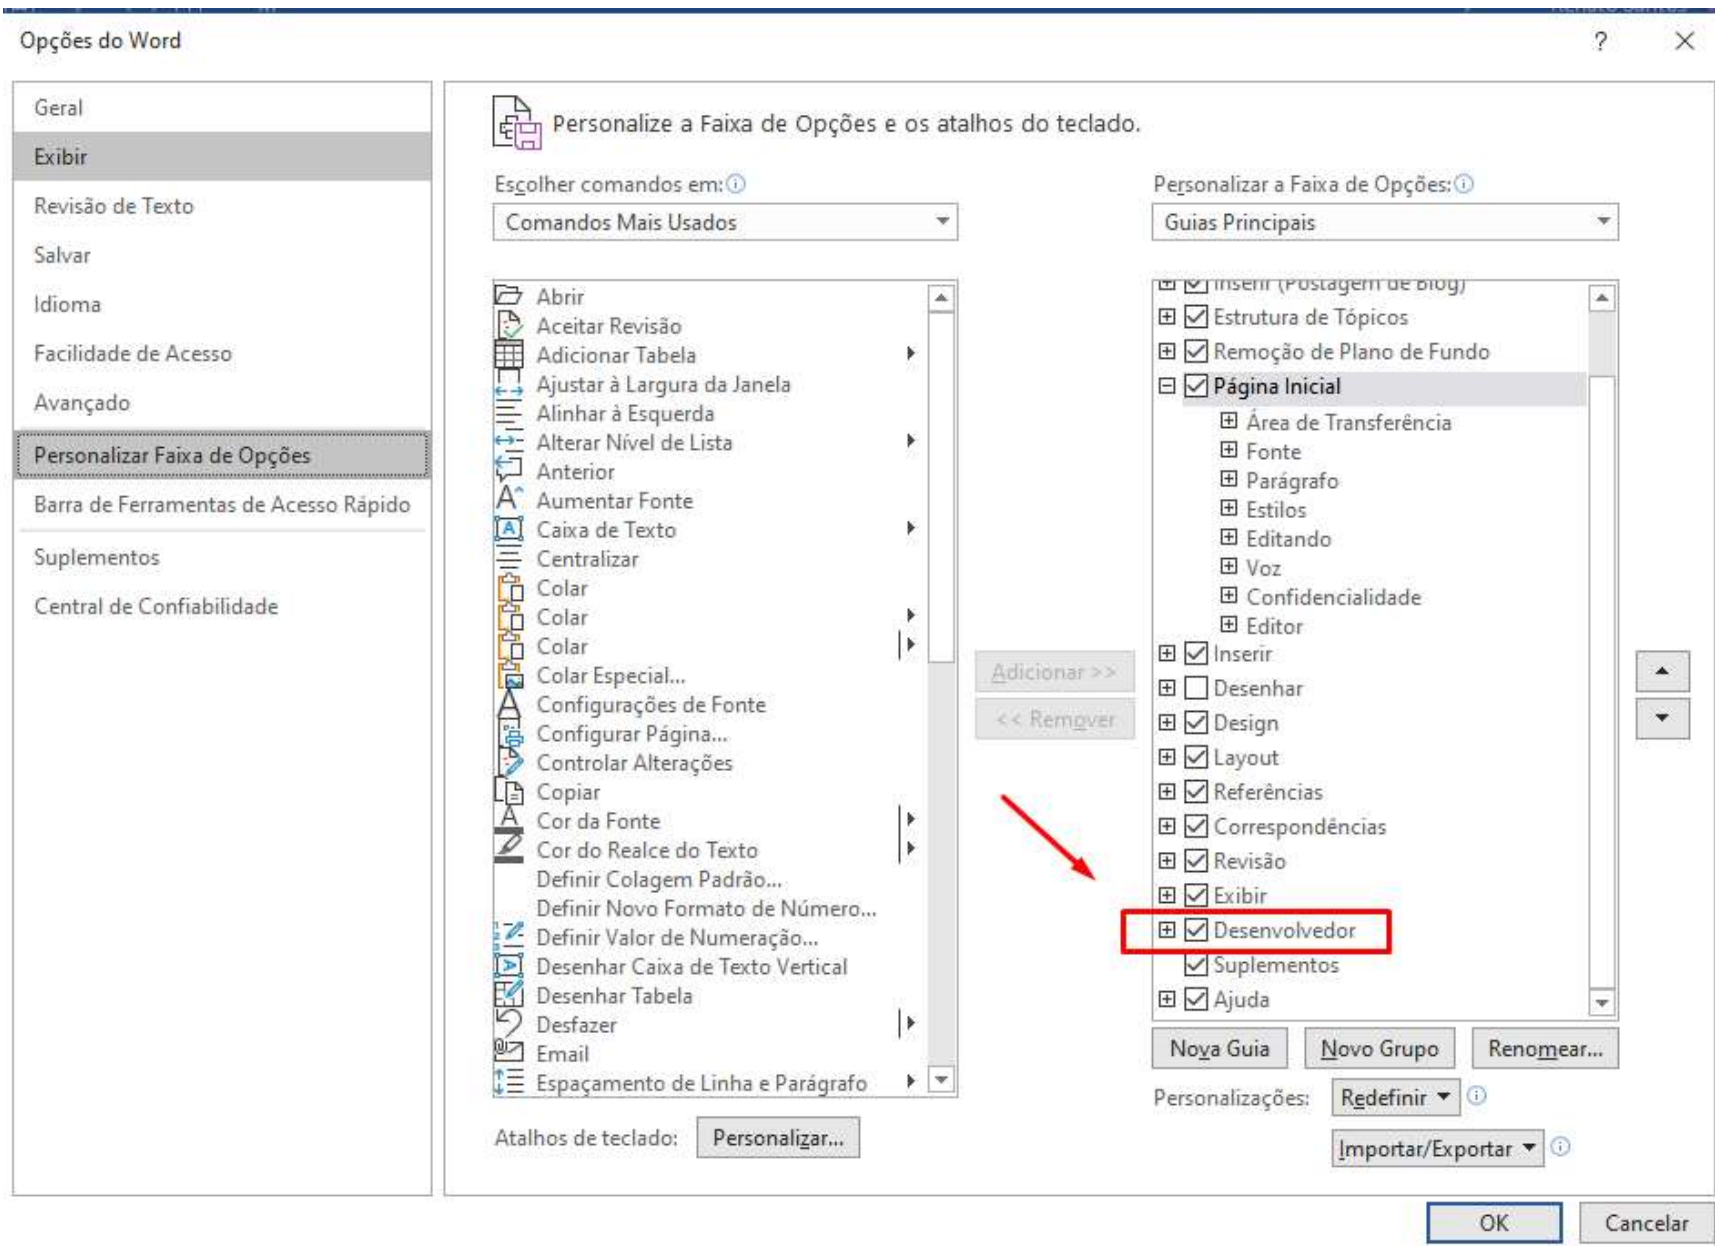 Opções do Word
?
Geral
Exibir
Revisão de Texto
Salvar
Idioma
Facilidade de Acesso
Avançado
Personalizar Faixa de Opções
Barra de Ferramentas de Acesso Rápido
Suplementos
Central de Confiabilidade
Personalize a Faixa de Opções e os atalhos do teclado.
Escolher comandos em:
Comandos Mais Usados
Abrir
Aceitar Revisão
Adicionar Tabela
Ajustar à Largura da Janela
Alinhar à Esquerda
Alterar Nível de Lista
Anterior
Aumentar Fonte
Caixa de Texto
Centralizar
Colar
Colar
Colar
Colar Especial...
Configurações de Fonte
Configurar Página...
Controlar Alterações
Copiar
Cor da Fonte
Cor do Realce do Texto
Definir Colagem Padrão...
Definir Novo Formato de Número...
Definir Valor de Numeração...
Desenhar Caixa de Texto Vertical
Desenhar Tabela
Desfazer
Email
Espaçamento de Linha e Parágrafo
Atalhos de teclado: Personalizar...
Adicionar >>
<< Remover
Personalizar a Faixa de Opções:
Guias Principais
Inserir (Postagem de Blog)
Estrutura de Tópicos
Remoção de Plano de Fundo
Página Inicial
Área de Transferência
Fonte
Parágrafo
Estilos
Editando
Voz
Confidencialidade
Editor
Inserir
Desenhar
Design
Layout
Referências
Correspondências
Revisão
Exibir
Desenvolvedor
Suplementos
Ajuda
Nova Guia Novo Grupo Renomear...
Personalizações: Redefinir
Importar/Exportar
OK Cancelar